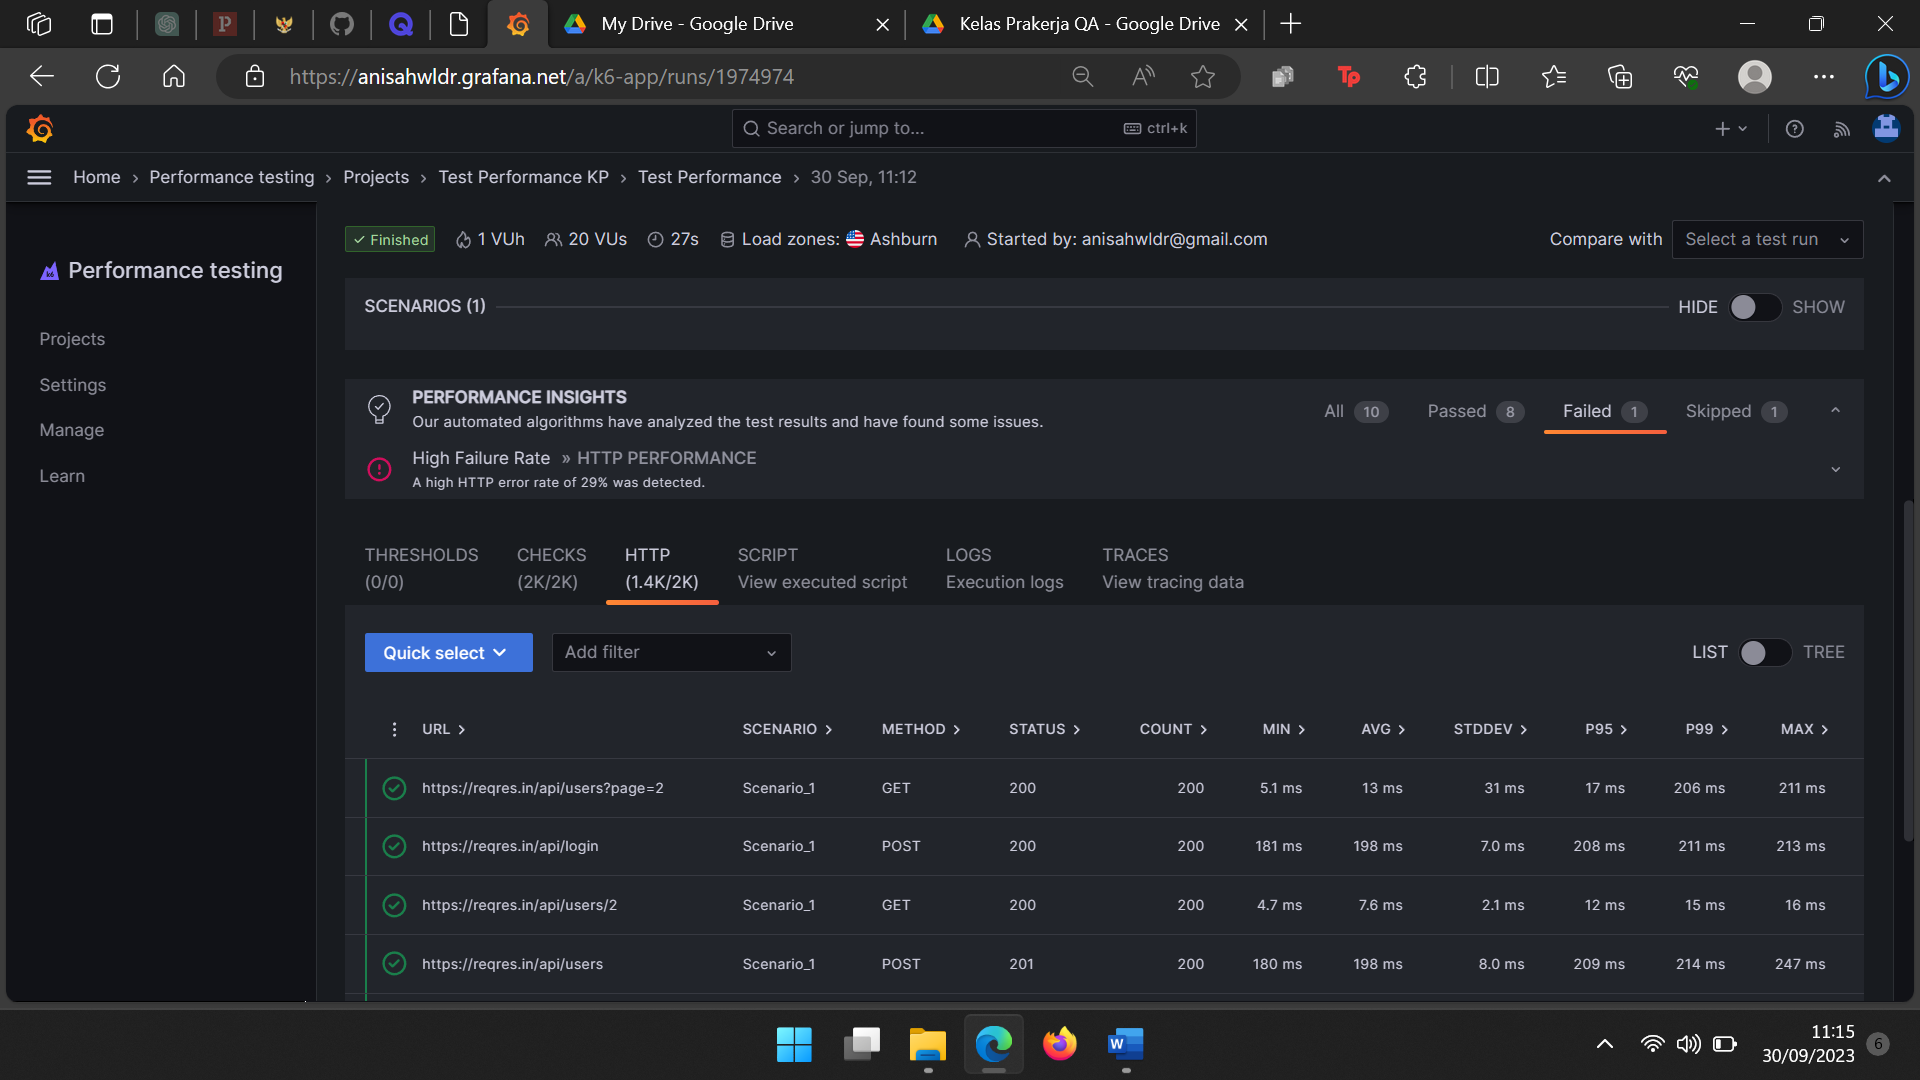 My Drive - Google Drive
Kelas Prakerja QA - Google Drive
https://anisahwldr.grafana.net/a/k6-app/runs/1974974
Search or jump to... ctrl+k
Home › Performance testing › Projects › Test Performance KP › Test Performance › 30 Sep, 11:12
Finished 1 VUh 20 VUs 27s Load zones: Ashburn Started by: anisahwldr@gmail.com Compare with Select a test run
Performance testing
Projects
Settings
Manage
Learn
SCENARIOS (1) HIDE SHOW
PERFORMANCE INSIGHTS
Our automated algorithms have analyzed the test results and have found some issues.
All 10 Passed 8 Failed 1 Skipped 1
High Failure Rate » HTTP PERFORMANCE
A high HTTP error rate of 29% was detected.
THRESHOLDS CHECKS HTTP SCRIPT LOGS TRACES
(0/0) (2K/2K) (1.4K/2K) View executed script Execution logs View tracing data
Quick select Add filter LIST TREE
URL SCENARIO METHOD STATUS COUNT MIN AVG STDDEV P95 P99 MAX
https://reqres.in/api/users?page=2 Scenario_1 GET 200 200 5.1 ms 13 ms 31 ms 17 ms 206 ms 211 ms
https://reqres.in/api/login Scenario_1 POST 200 200 181 ms 198 ms 7.0 ms 208 ms 211 ms 213 ms
https://reqres.in/api/users/2 Scenario_1 GET 200 200 4.7 ms 7.6 ms 2.1 ms 12 ms 15 ms 16 ms
https://reqres.in/api/users Scenario_1 POST 201 200 180 ms 198 ms 8.0 ms 209 ms 214 ms 247 ms
11:15
30/09/2023
6